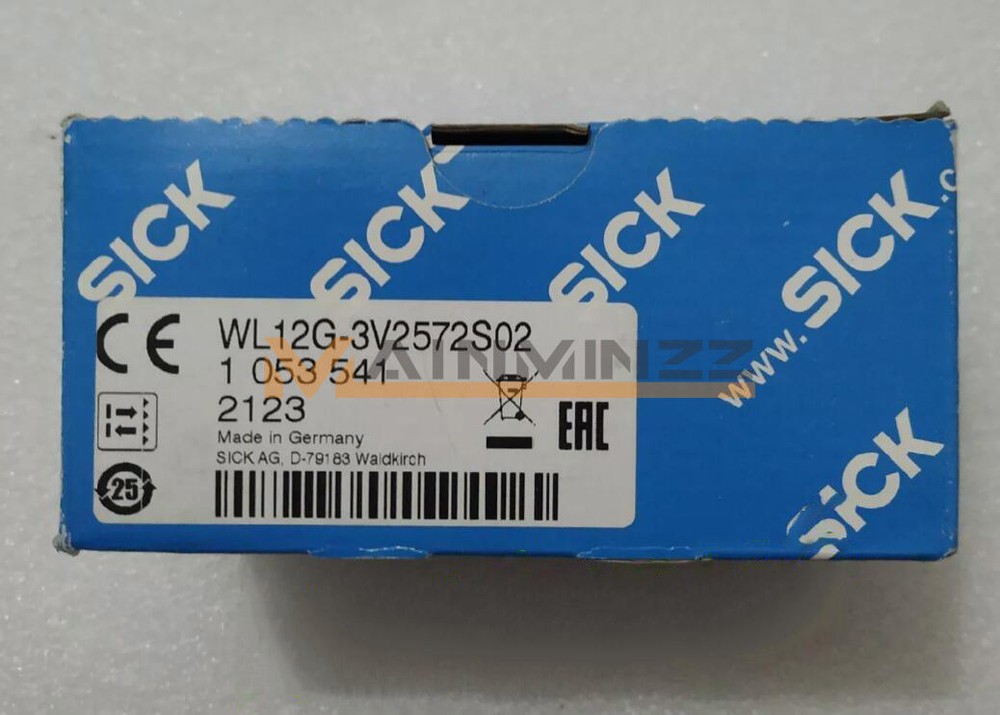 SICK
SICK
SICK
SICK
www.SICK.c
WL12G-3V2572S02
1 053 541
2123
Made in Germany
SICK AG, D-79183 Waldkirch
CE
EAC
25
AINMINZZ